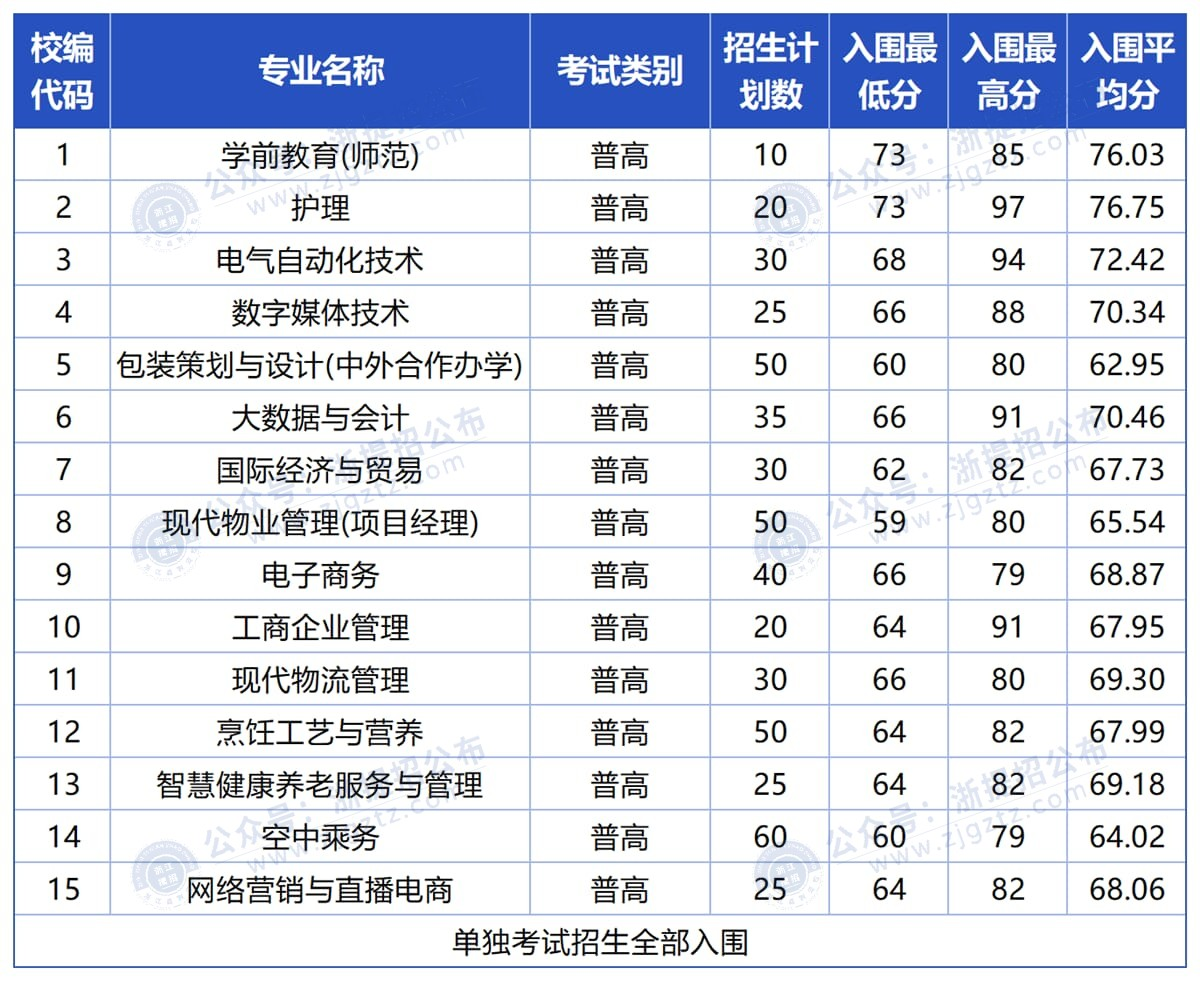 校编代码 专业名称 考试类别 招生计划数 入围最低分 入围最高分 入围平均分
1 学前教育(师范) 普高 10 73 85 76.03
2 护理 普高 20 73 97 76.75
3 电气自动化技术 普高 30 68 94 72.42
4 数字媒体技术 普高 25 66 88 70.34
5 包装策划与设计(中外合作办学) 普高 50 60 80 62.95
6 大数据与会计 普高 35 66 91 70.46
7 国际经济与贸易 普高 30 62 82 67.73
8 现代物业管理(项目经理) 普高 50 59 80 65.54
9 电子商务 普高 40 66 79 68.87
10 工商企业管理 普高 20 64 91 67.95
11 现代物流管理 普高 30 66 80 69.30
12 烹饪工艺与营养 普高 50 64 82 67.99
13 智慧健康养老服务与管理 普高 25 64 82 69.18
14 空中乘务 普高 60 60 79 64.02
15 网络营销与直播电商 普高 25 64 82 68.06
单独考试招生全部入围
公众号：浙提招公布
www.zjgztz.com